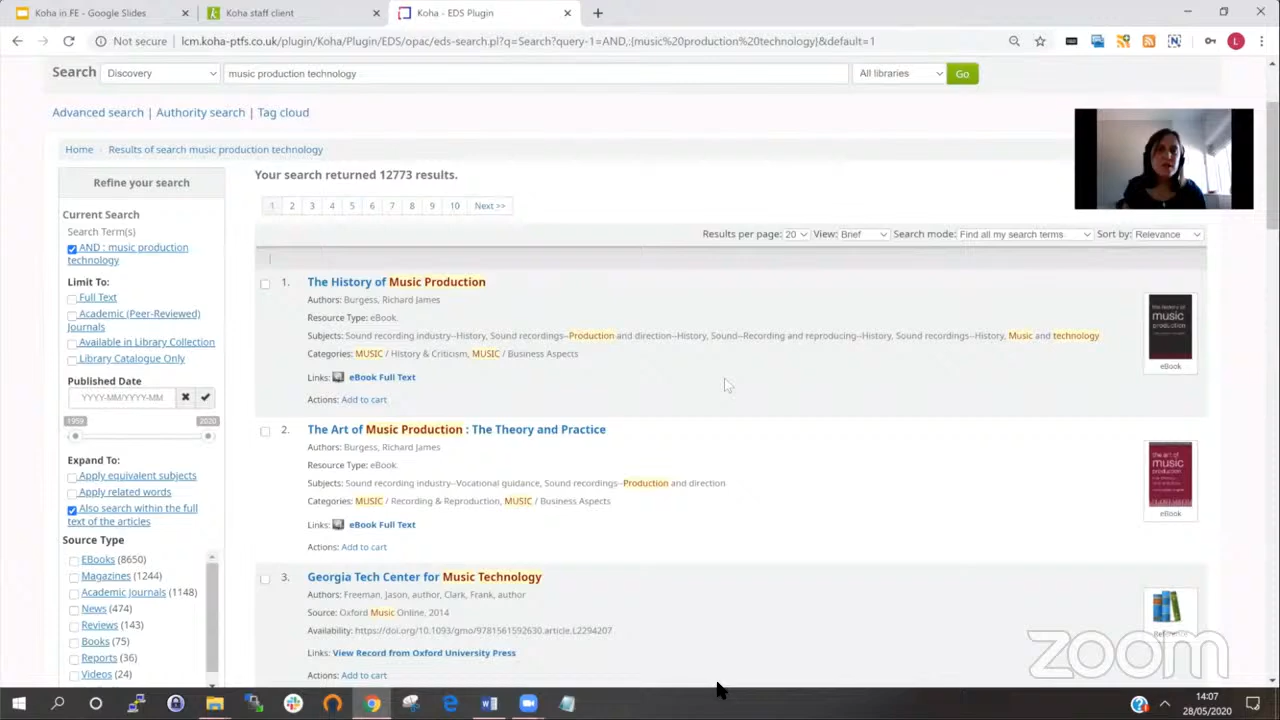 Koha in FE - Google Slides
Koha staff client
Koha - EDS Plugin
Not secure | lcm.koha-ptfs.co.uk/plugin/Koha/Plugin/EDS/opac/eds-search.pl?q=Search?query-1=AND,:{music%20production%20technology}&default=1
L
Search Discovery music production technology All libraries Go
Advanced search | Authority search | Tag cloud
Home Results of search music production technology
Refine your search
Current Search
Search Term(s)
AND : music production
technology
Limit To:
Full Text
Academic (Peer-Reviewed)
Journals
Available in Library Collection
Library Catalogue Only
Published Date
YYYY-MM/YYYY-MM
1959 2020
Expand To:
Apply equivalent subjects
Apply related words
Also search within the full
text of the articles
Source Type
EBooks (8650)
Magazines (1244)
Academic Journals (1148)
News (474)
Reviews (143)
Books (75)
Reports (36)
Videos (24)
Your search returned 12773 results.
1 2 3 4 5 6 7 8 9 10 Next >>
Results per page: 20 View: Brief Search mode: Find all my search terms Sort by: Relevance
1. The History of Music Production
Authors: Burgess, Richard James
Resource Type: eBook.
Subjects: Sound recording industry--History, Sound recordings--Production and direction--History, Sound--Recording and reproducing--History, Sound recordings--History, Music and technology
Categories: MUSIC / History & Criticism, MUSIC / Business Aspects
Links: eBook Full Text
Actions: Add to cart
the history of
music
production
eBook
2. The Art of Music Production : The Theory and Practice
Authors: Burgess, Richard James
Resource Type: eBook.
Subjects: Sound recording industry--Vocational guidance, Sound recordings--Production and direction
Categories: MUSIC / Recording & Reproduction, MUSIC / Business Aspects
Links: eBook Full Text
Actions: Add to cart
the art of
music
production
eBook
3. Georgia Tech Center for Music Technology
Authors: Freeman, Jason, author, Clark, Frank, author
Source: Oxford Music Online, 2014
Availability: https://doi.org/10.1093/gmo/9781561592630.article.L2294207
Links: View Record from Oxford University Press
Actions: Add to cart
Reference
zoom
14:07
28/05/2020